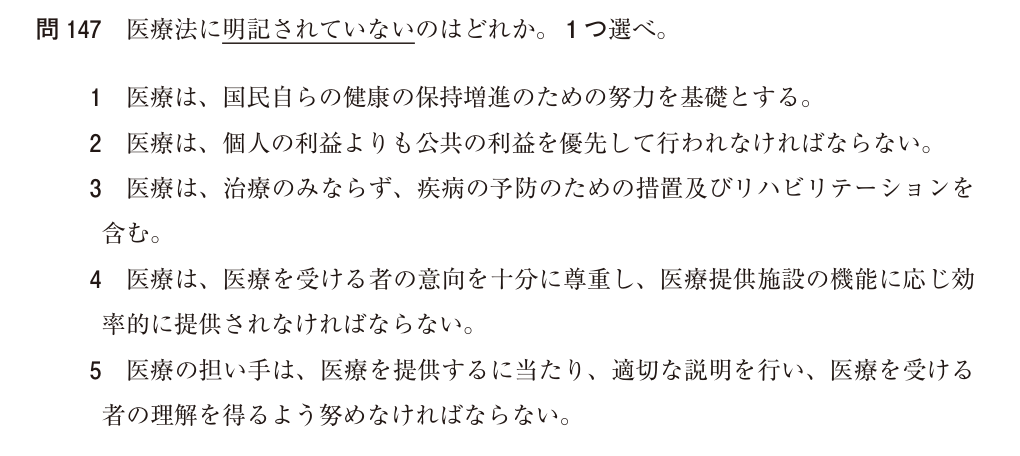 問 147　医療法に明記されていないのはどれか。１つ選べ。
1　医療は、国民自らの健康の保持増進のための努力を基礎とする。
2　医療は、個人の利益よりも公共の利益を優先して行われなければならない。
3　医療は、治療のみならず、疾病の予防のための措置及びリハビリテーションを
含む。
4　医療は、医療を受ける者の意向を十分に尊重し、医療提供施設の機能に応じ効
率的に提供されなければならない。
5　医療の担い手は、医療を提供するに当たり、適切な説明を行い、医療を受ける
者の理解を得るよう努めなければならない。